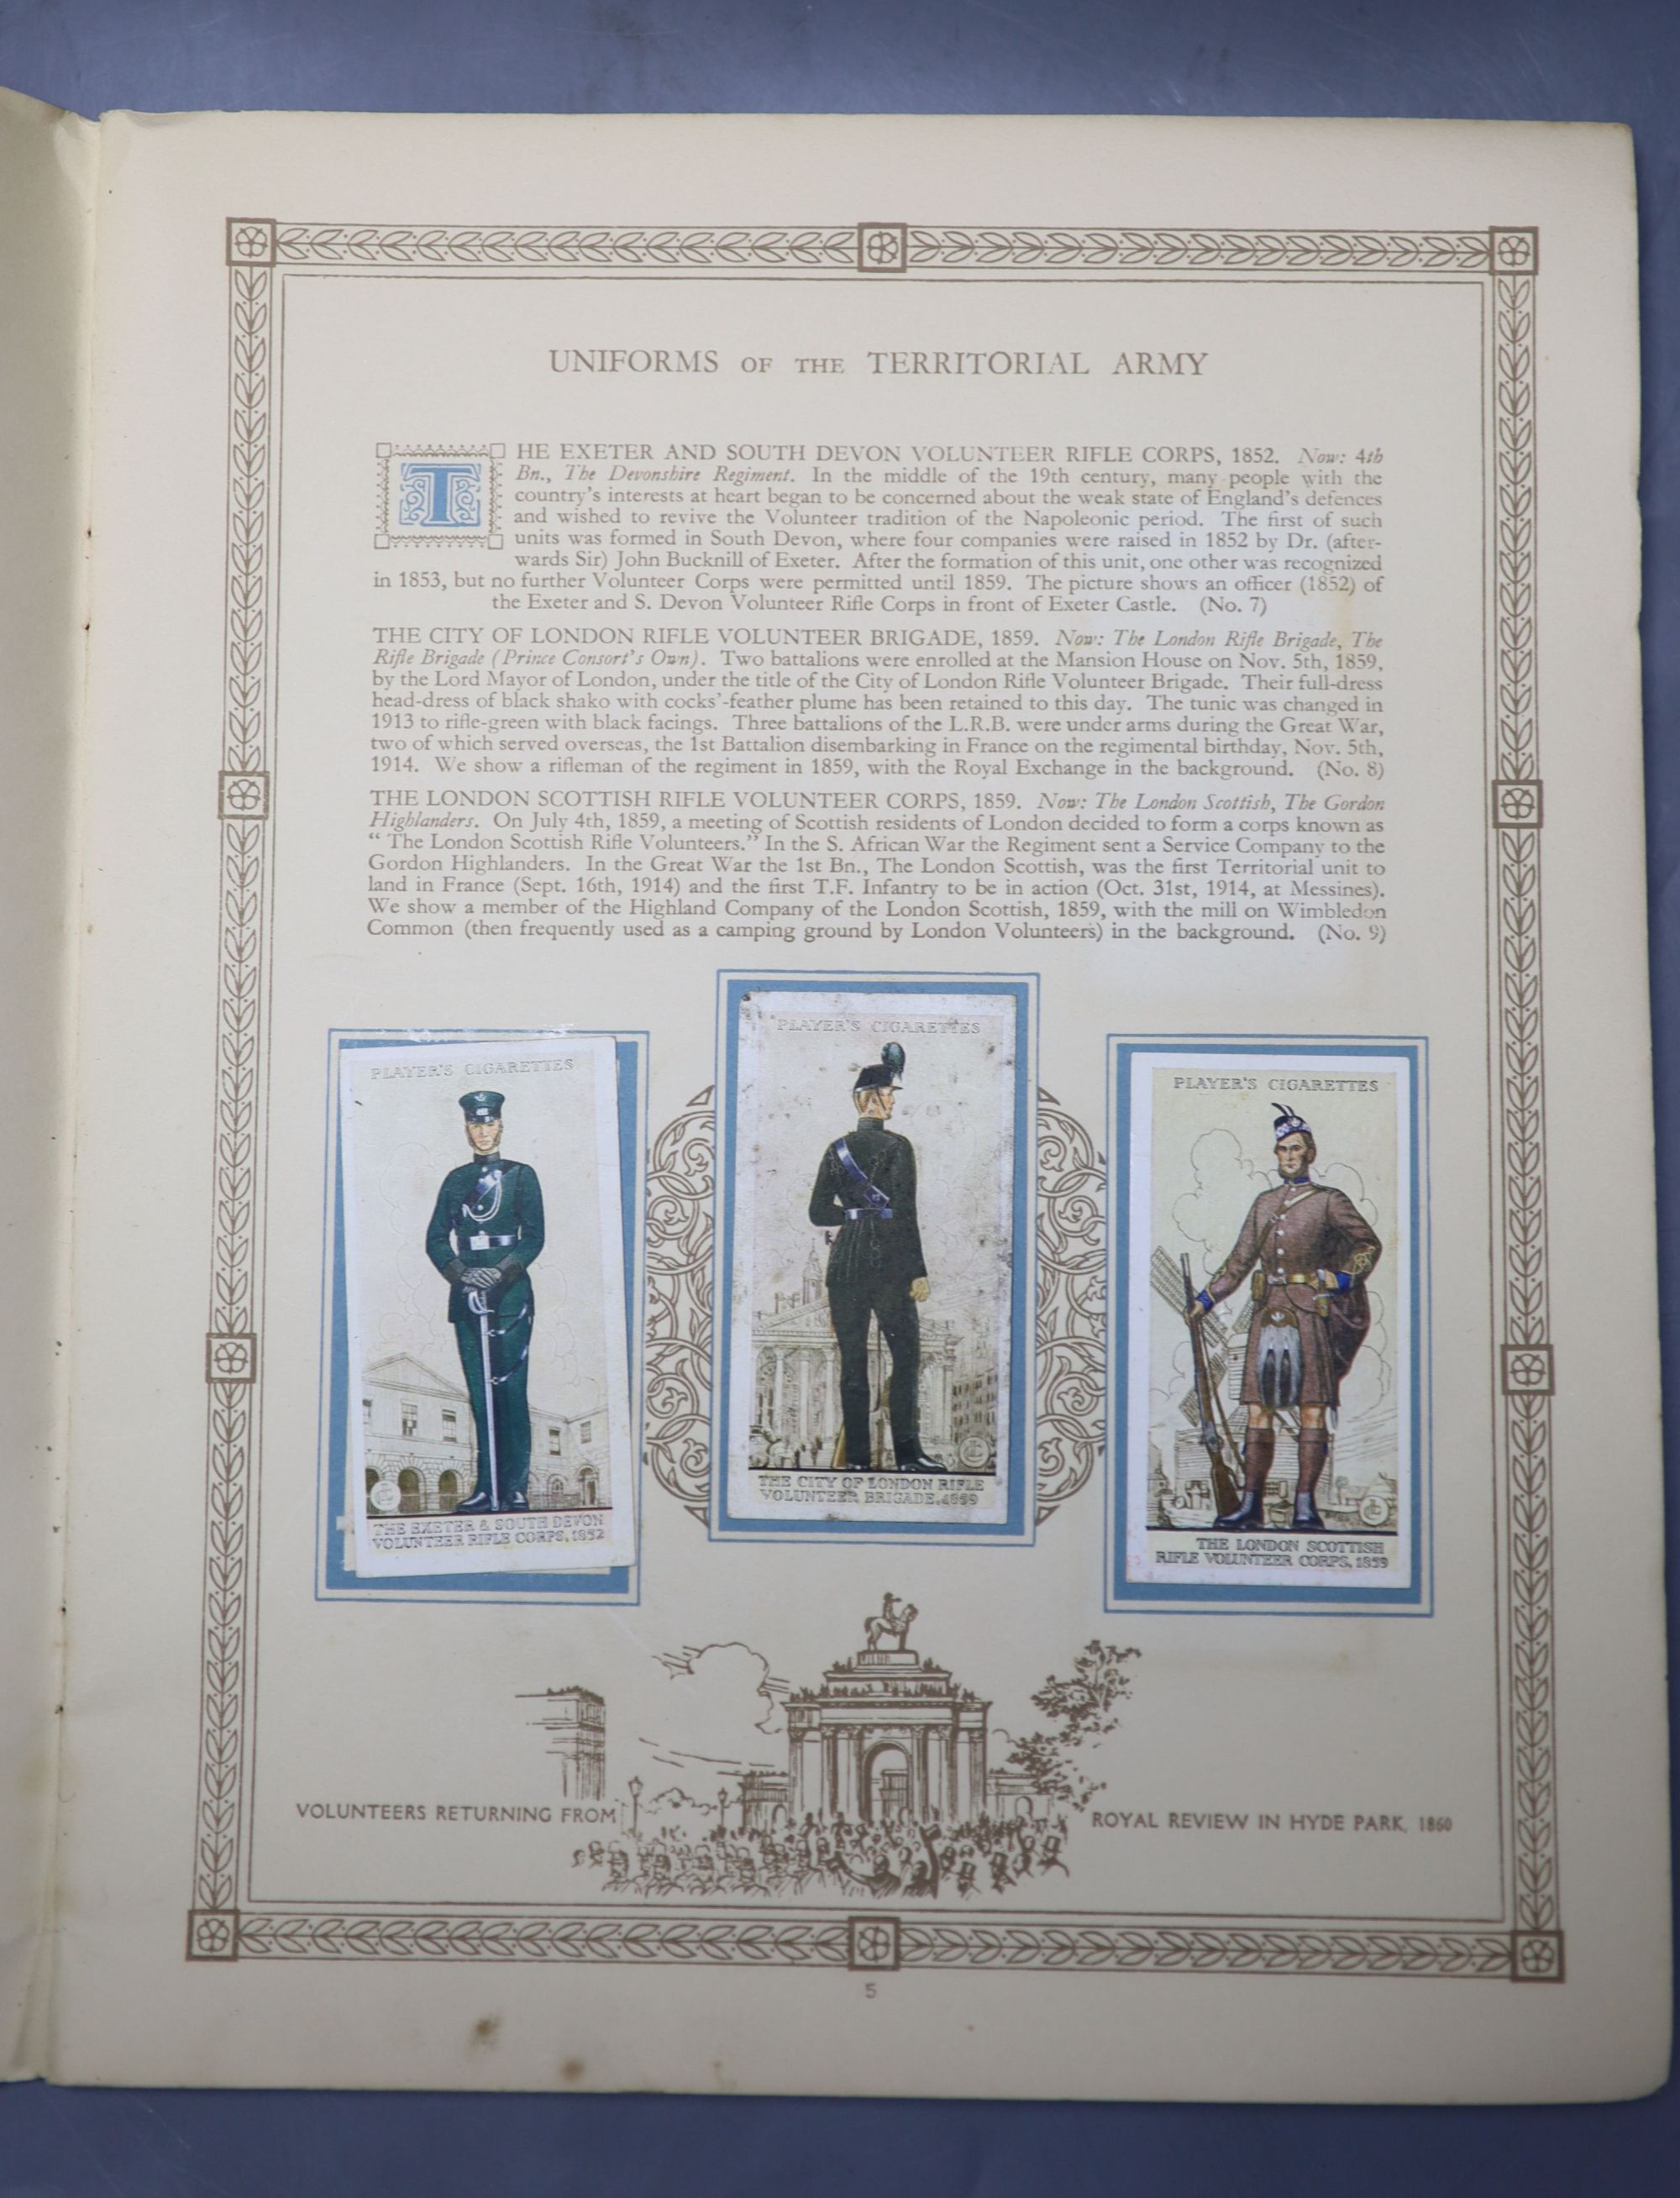 UNIFORMS OF THE TERRITORIAL ARMY
THE EXETER AND SOUTH DEVON VOLUNTEER RIFLE CORPS, 1852. Now: 4th
Bn., The Devonshire Regiment. In the middle of the 19th century, many people with the
country's interests at heart began to be concerned about the weak state of England's defences
and wished to revive the Volunteer tradition of the Napoleonic period. The first of such
units was formed in South Devon, where four companies were raised in 1852 by Dr. (after-
wards Sir) John Bucknill of Exeter. After the formation of this unit, one other was recognized
in 1853, but no further Volunteer Corps were permitted until 1859. The picture shows an officer (1852) of
the Exeter and S. Devon Volunteer Rifle Corps in front of Exeter Castle. (No. 7)
THE CITY OF LONDON RIFLE VOLUNTEER BRIGADE, 1859. Now: The London Rifle Brigade, The
Rifle Brigade (Prince Consort's Own). Two battalions were enrolled at the Mansion House on Nov. 5th, 1859,
by the Lord Mayor of London, under the title of the City of London Rifle Volunteer Brigade. Their full-dress
head-dress of black shako with cocks'-feather plume has been retained to this day. The tunic was changed in
1913 to rifle-green with black facings. Three battalions of the L.R.B. were under arms during the Great War,
two of which served overseas, the 1st Battalion disembarking in France on the regimental birthday, Nov. 5th,
1914. We show a rifleman of the regiment in 1859, with the Royal Exchange in the background. (No. 8)
THE LONDON SCOTTISH RIFLE VOLUNTEER CORPS, 1859. Now: The London Scottish, The Gordon
Highlanders. On July 4th, 1859, a meeting of Scottish residents of London decided to form a corps known as
" The London Scottish Rifle Volunteers." In the S. African War the Regiment sent a Service Company to the
Gordon Highlanders. In the Great War the 1st Bn., The London Scottish, was the first Territorial unit to
land in France (Sept. 16th, 1914) and the first T.F. Infantry to be in action (Oct. 31st, 1914, at Messines).
We show a member of the Highland Company of the London Scottish, 1859, with the mill on Wimbledon
Common (then frequently used as a camping ground by London Volunteers) in the background. (No. 9)
PLAYER'S CIGARETTES
THE EXETER & SOUTH DEVON
VOLUNTEER RIFLE CORPS, 1852
PLAYER'S CIGARETTES
THE CITY OF LONDON RIFLE
VOLUNTEER BRIGADE, 1859
PLAYER'S CIGARETTES
THE LONDON SCOTTISH
RIFLE VOLUNTEER CORPS, 1859
VOLUNTEERS RETURNING FROM ROYAL REVIEW IN HYDE PARK, 1860
5